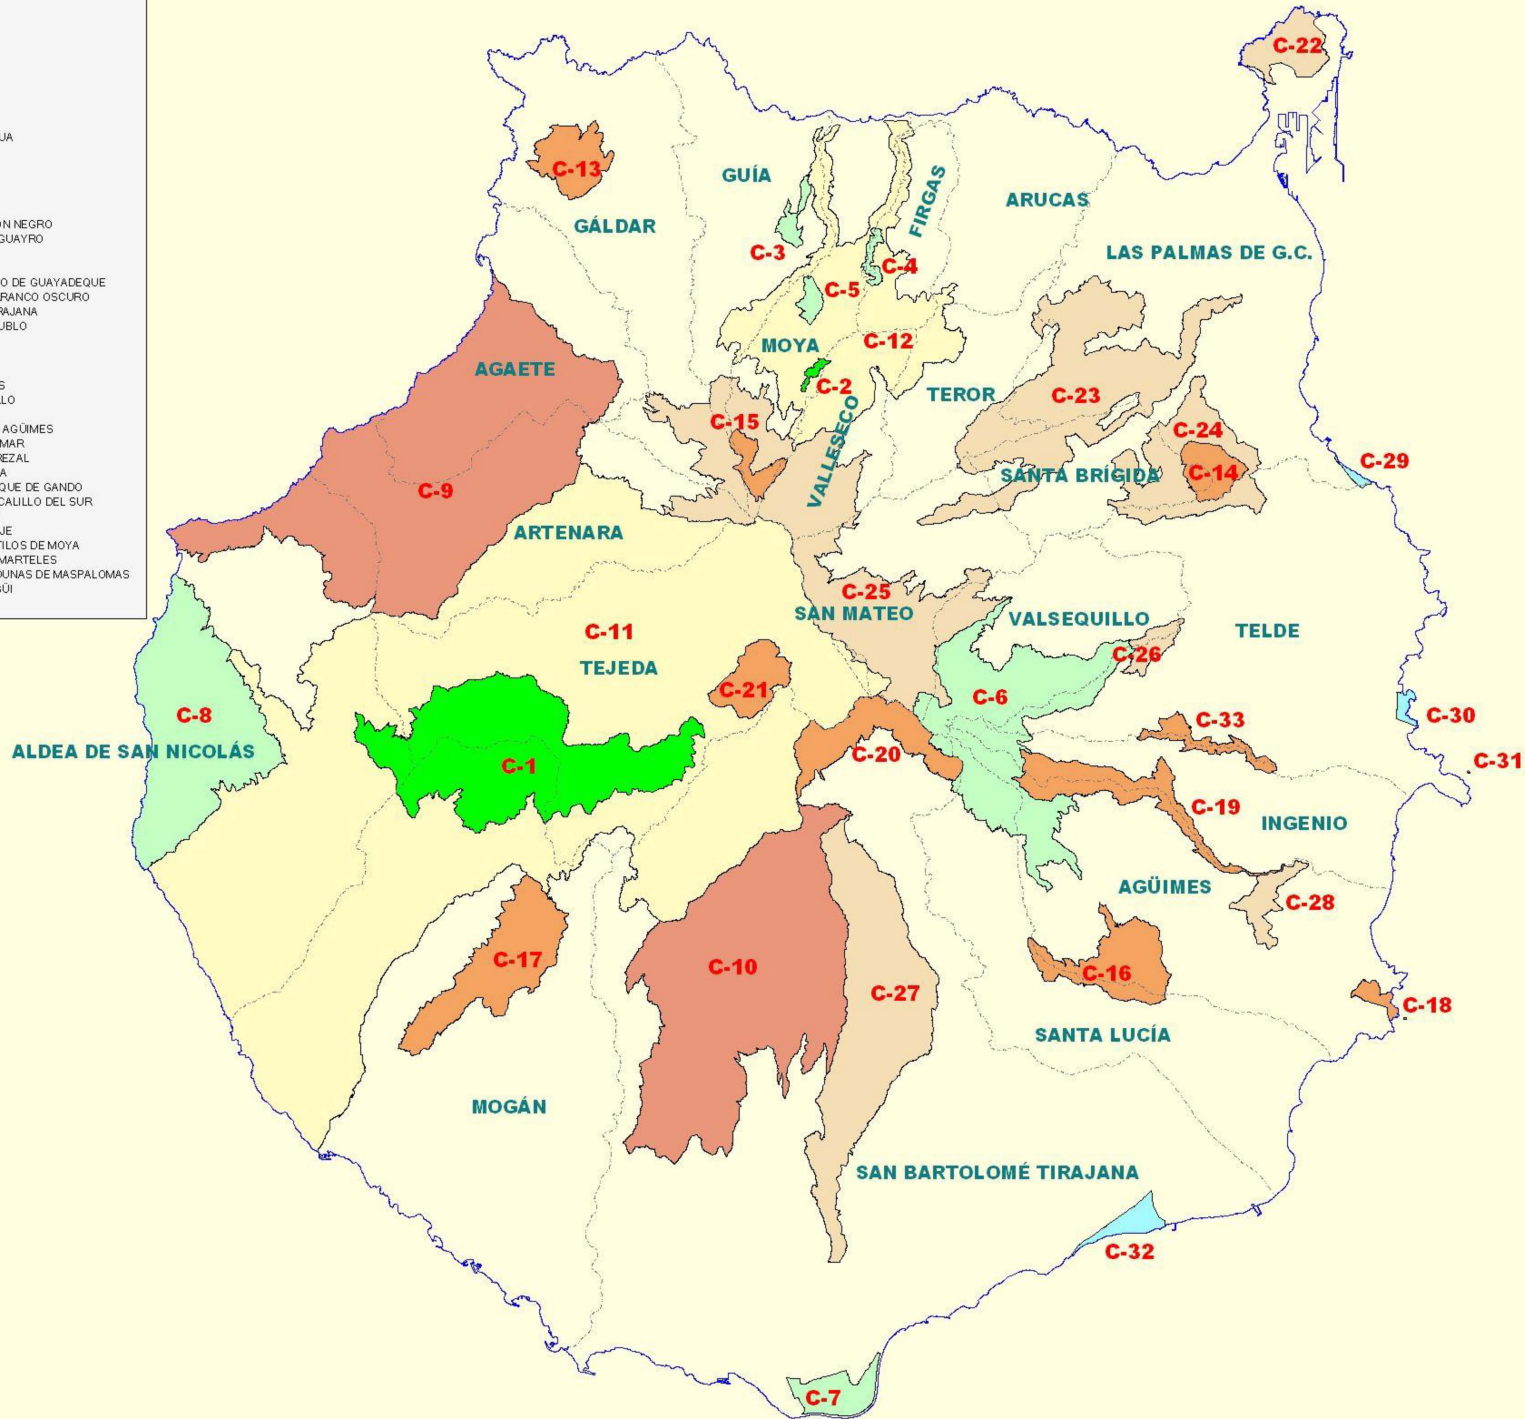 UA
ON NEGRO
GUAYRO
O DE GUAYADEQUE
RRANCO OSCURO
RAJANA
UBLO
S
LLO
AGÜIMES
MAR
REZAL
A
QUE DE GANDO
CALILLO DEL SUR
JE
TILOS DE MOYA
MARTELES
DUNAS DE MASPALOMAS
GÜI
C-22
C-13
GUÍA
FIRGAS
ARUCAS
GÁLDAR
C-3
C-4
LAS PALMAS DE G.C.
C-5
MOYA
C-12
AGAETE
C-2
TEROR
C-23
C-15
VALLESECO
C-24
C-29
SANTA BRÍGIDA
C-14
C-9
ARTENARA
C-25
SAN MATEO
VALSEQUILLO
TELDE
C-11
TEJEDA
C-26
C-21
C-6
C-8
C-33
C-30
ALDEA DE SAN NICOLÁS
C-1
C-20
C-31
C-19
INGENIO
AGÜIMES
C-28
C-17
C-10
C-16
C-27
C-18
SANTA LUCÍA
MOGÁN
SAN BARTOLOMÉ TIRAJANA
C-32
C-7